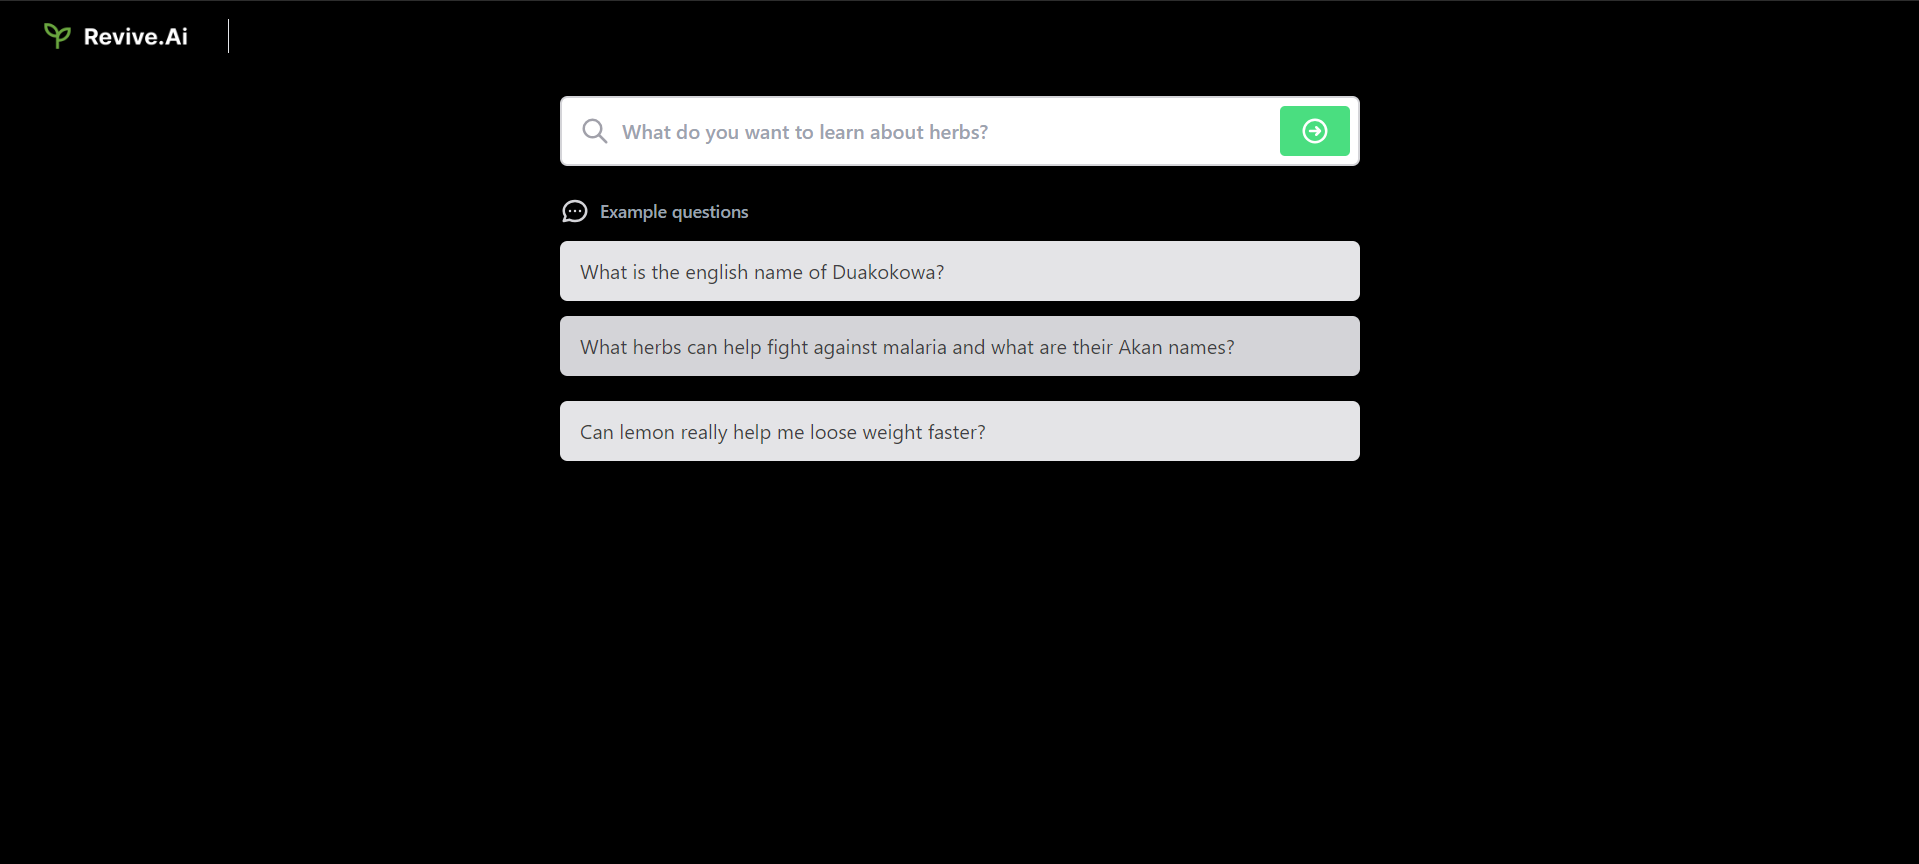 Revive.Ai
What do you want to learn about herbs?
Example questions
What is the english name of Duakokowa?
What herbs can help fight against malaria and what are their Akan names?
Can lemon really help me loose weight faster?